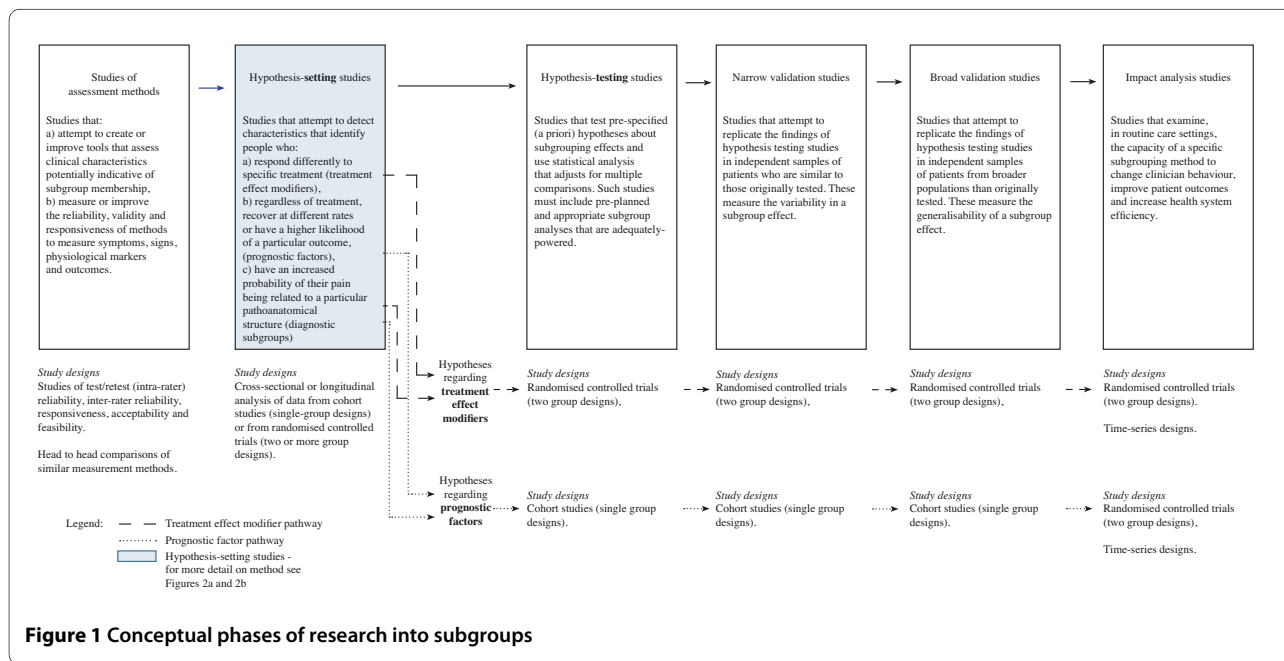 Studies of
assessment methods
Studies that:
a) attempt to create or
improve tools that assess
clinical characteristics
potentially indicative of
subgroup membership,
b) measure or improve
the reliability, validity and
responsiveness of methods
to measure symptoms, signs,
physiological markers
and outcomes.
Study designs
Studies of test/retest (intra-rater)
reliability, inter-rater reliability,
responsiveness, acceptability and
feasibility.
Head to head comparisons of
similar measurement methods.
Hypothesis-setting studies
Studies that attempt to detect
characteristics that identify
people who:
a) respond differently to
specific treatment (treatment
effect modifiers),
b) regardless of treatment,
recover at different rates
or have a higher likelihood
of a particular outcome,
(prognostic factors),
c) have an increased
probability of their pain
being related to a particular
pathoanatomical
structure (diagnostic
subgroups)
Study designs
Cross-sectional or longitudinal
analysis of data from cohort
studies (single-group designs)
or from randomised controlled
trials (two or more group
designs).
Hypothesis-testing studies
Studies that test pre-specified
(a priori) hypotheses about
subgrouping effects and
use statistical analysis
that adjusts for multiple
comparisons. Such studies
must include pre-planned
and appropriate subgroup
analyses that are adequately-
powered.
Narrow validation studies
Studies that attempt to
replicate the findings of
hypothesis testing studies
in independent samples of
patients who are similar to
those originally tested. These
measure the variability in a
subgroup effect.
Broad validation studies
Studies that attempt to
replicate the findings of
hypothesis testing studies
in independent samples
of patients from broader
populations than originally
tested. These measure the
generalisability of a subgroup
effect.
Impact analysis studies
Studies that examine,
in routine care settings,
the capacity of a specific
subgrouping method to
change clinician behaviour,
improve patient outcomes
and increase health system
efficiency.
Hypotheses
regarding
treatment
effect
modifiers
Study designs
Randomised controlled trials
(two group designs),
Study designs
Randomised controlled trials
(two group designs),
Study designs
Randomised controlled trials
(two group designs),
Study designs
Randomised controlled trials
(two group designs).
Time-series designs.
Hypotheses
regarding
prognostic
factors
Study designs
Cohort studies (single group
designs).
Study designs
Cohort studies (single group
designs).
Study designs
Cohort studies (single group
designs).
Study designs
Randomised controlled trials
(two group designs),
Time-series designs.
Legend:
Treatment effect modifier pathway
Prognostic factor pathway
Hypothesis-setting studies -
for more detail on method see
Figures 2a and 2b
Figure 1 Conceptual phases of research into subgroups